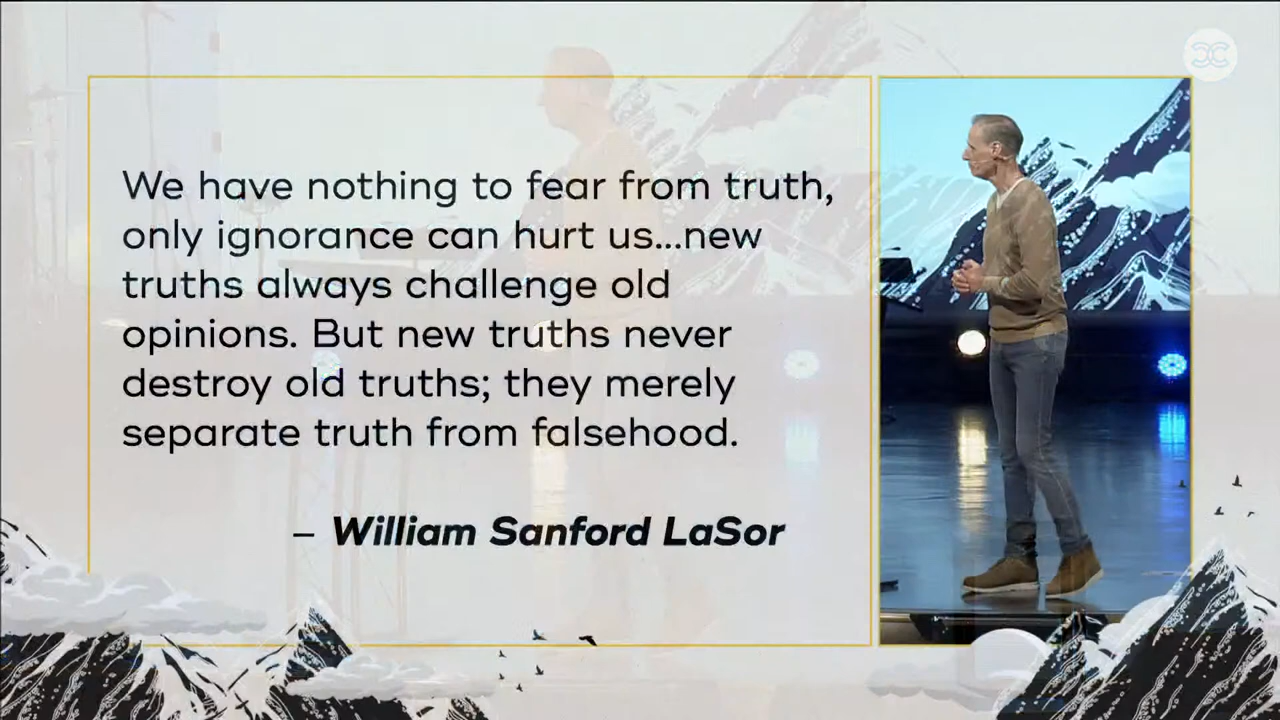 We have nothing to fear from truth,
only ignorance can hurt us...new
truths always challenge old
opinions. But new truths never
destroy old truths; they merely
separate truth from falsehood.
– William Sanford LaSor